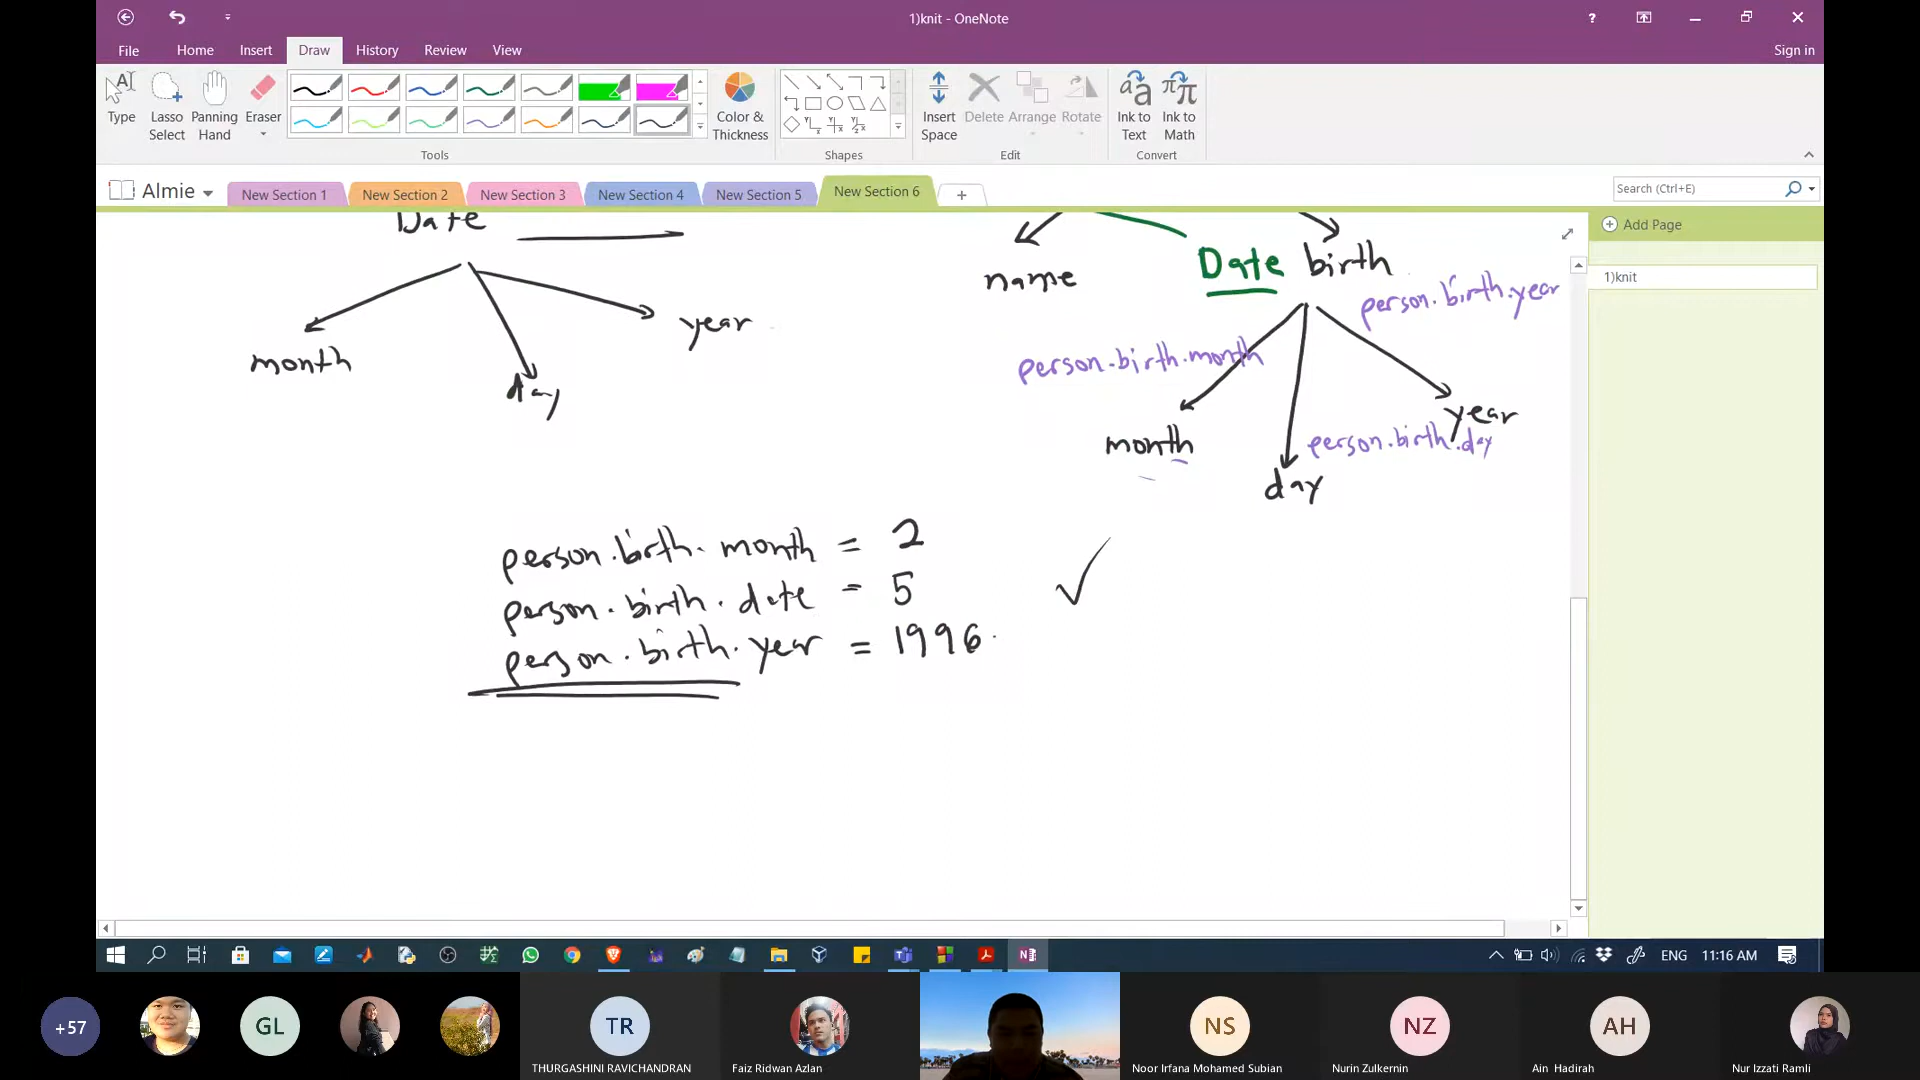 1)knit - OneNote
?
File
Home
Insert
Draw
History
Review
View
Sign in
Type
Lasso Select
Panning Hand
Eraser
Color & Thickness
Insert Space
Delete
Arrange
Rotate
Ink to Text
Ink to Math
Tools
Shapes
Edit
Convert
Almie
New Section 1
New Section 2
New Section 3
New Section 4
New Section 5
New Section 6
Search (Ctrl+E)
Add Page
1)knit
Date
month
day
year
name
Date birth
person.birth.year
person.birth.month
month
year
person.birth.day
day
person.birth.month = 2
person.birth.date = 5
person.birth.year = 1996
ENG
11:16 AM
+57
GL
TR
THURGASHINI RAVICHANDRAN
Faiz Ridwan Azlan
NS
Noor Irfana Mohamed Subian
NZ
Nurin Zulkernin
AH
Ain Hadirah
Nur Izzati Ramli